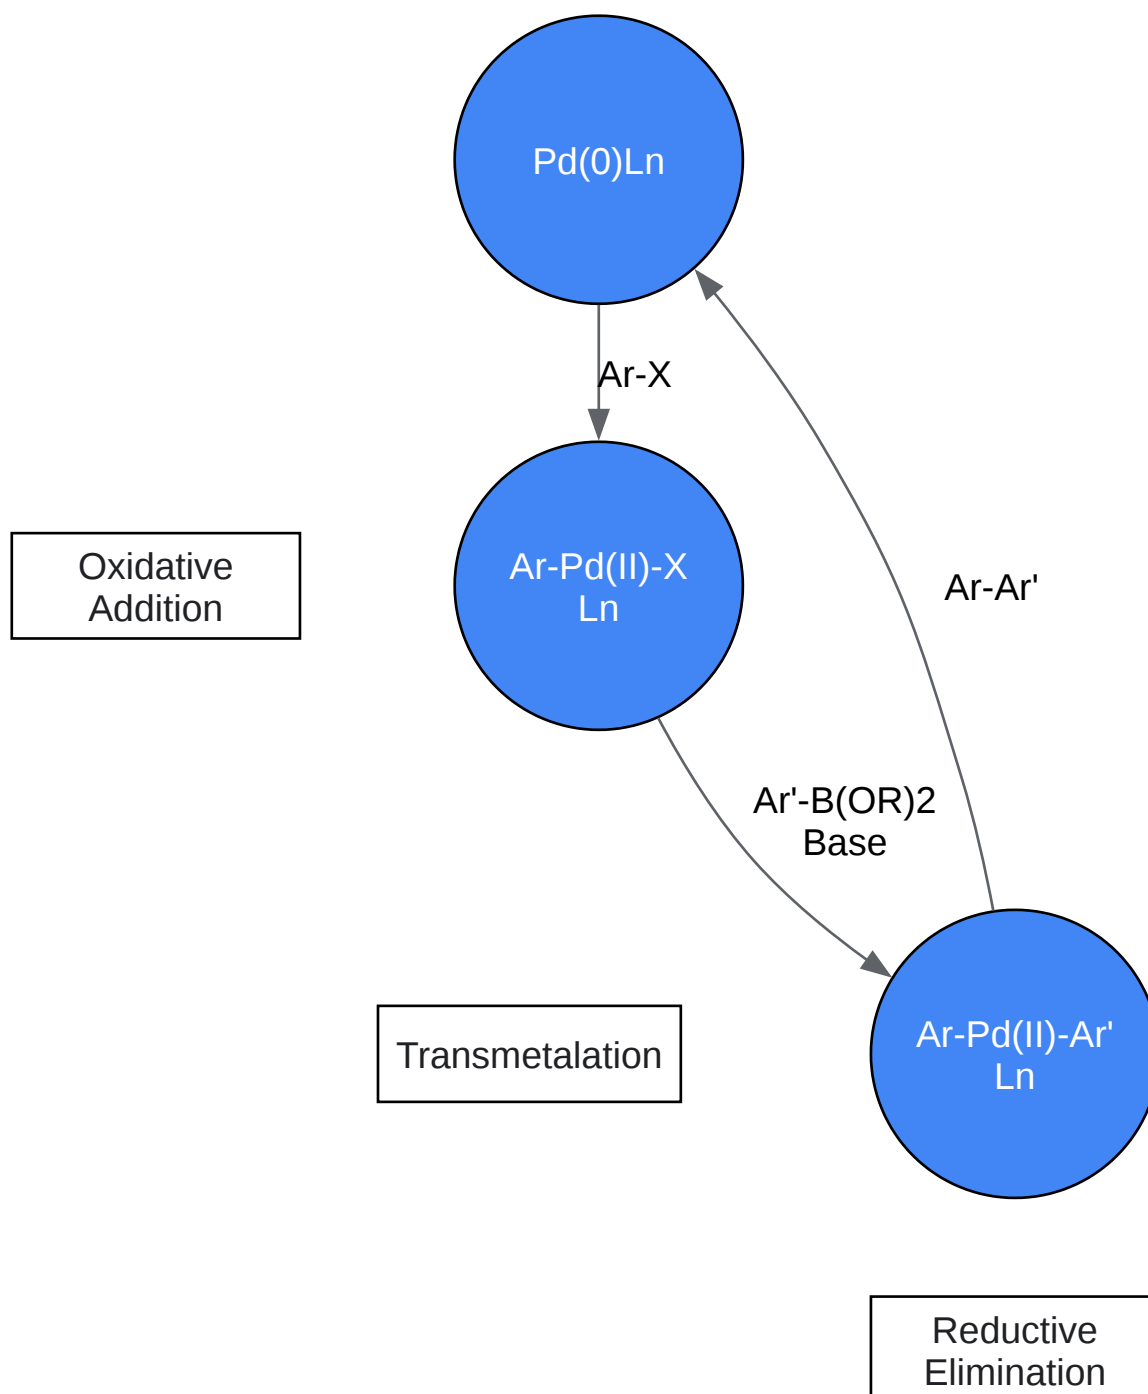 Pd(0)Ln
Ar-X
Oxidative
Addition
Ar-Pd(II)-X
Ln
Ar-Ar'
Ar'-B(OR)2
Base
Transmetalation
Ar-Pd(II)-Ar'
Ln
Reductive
Elimination